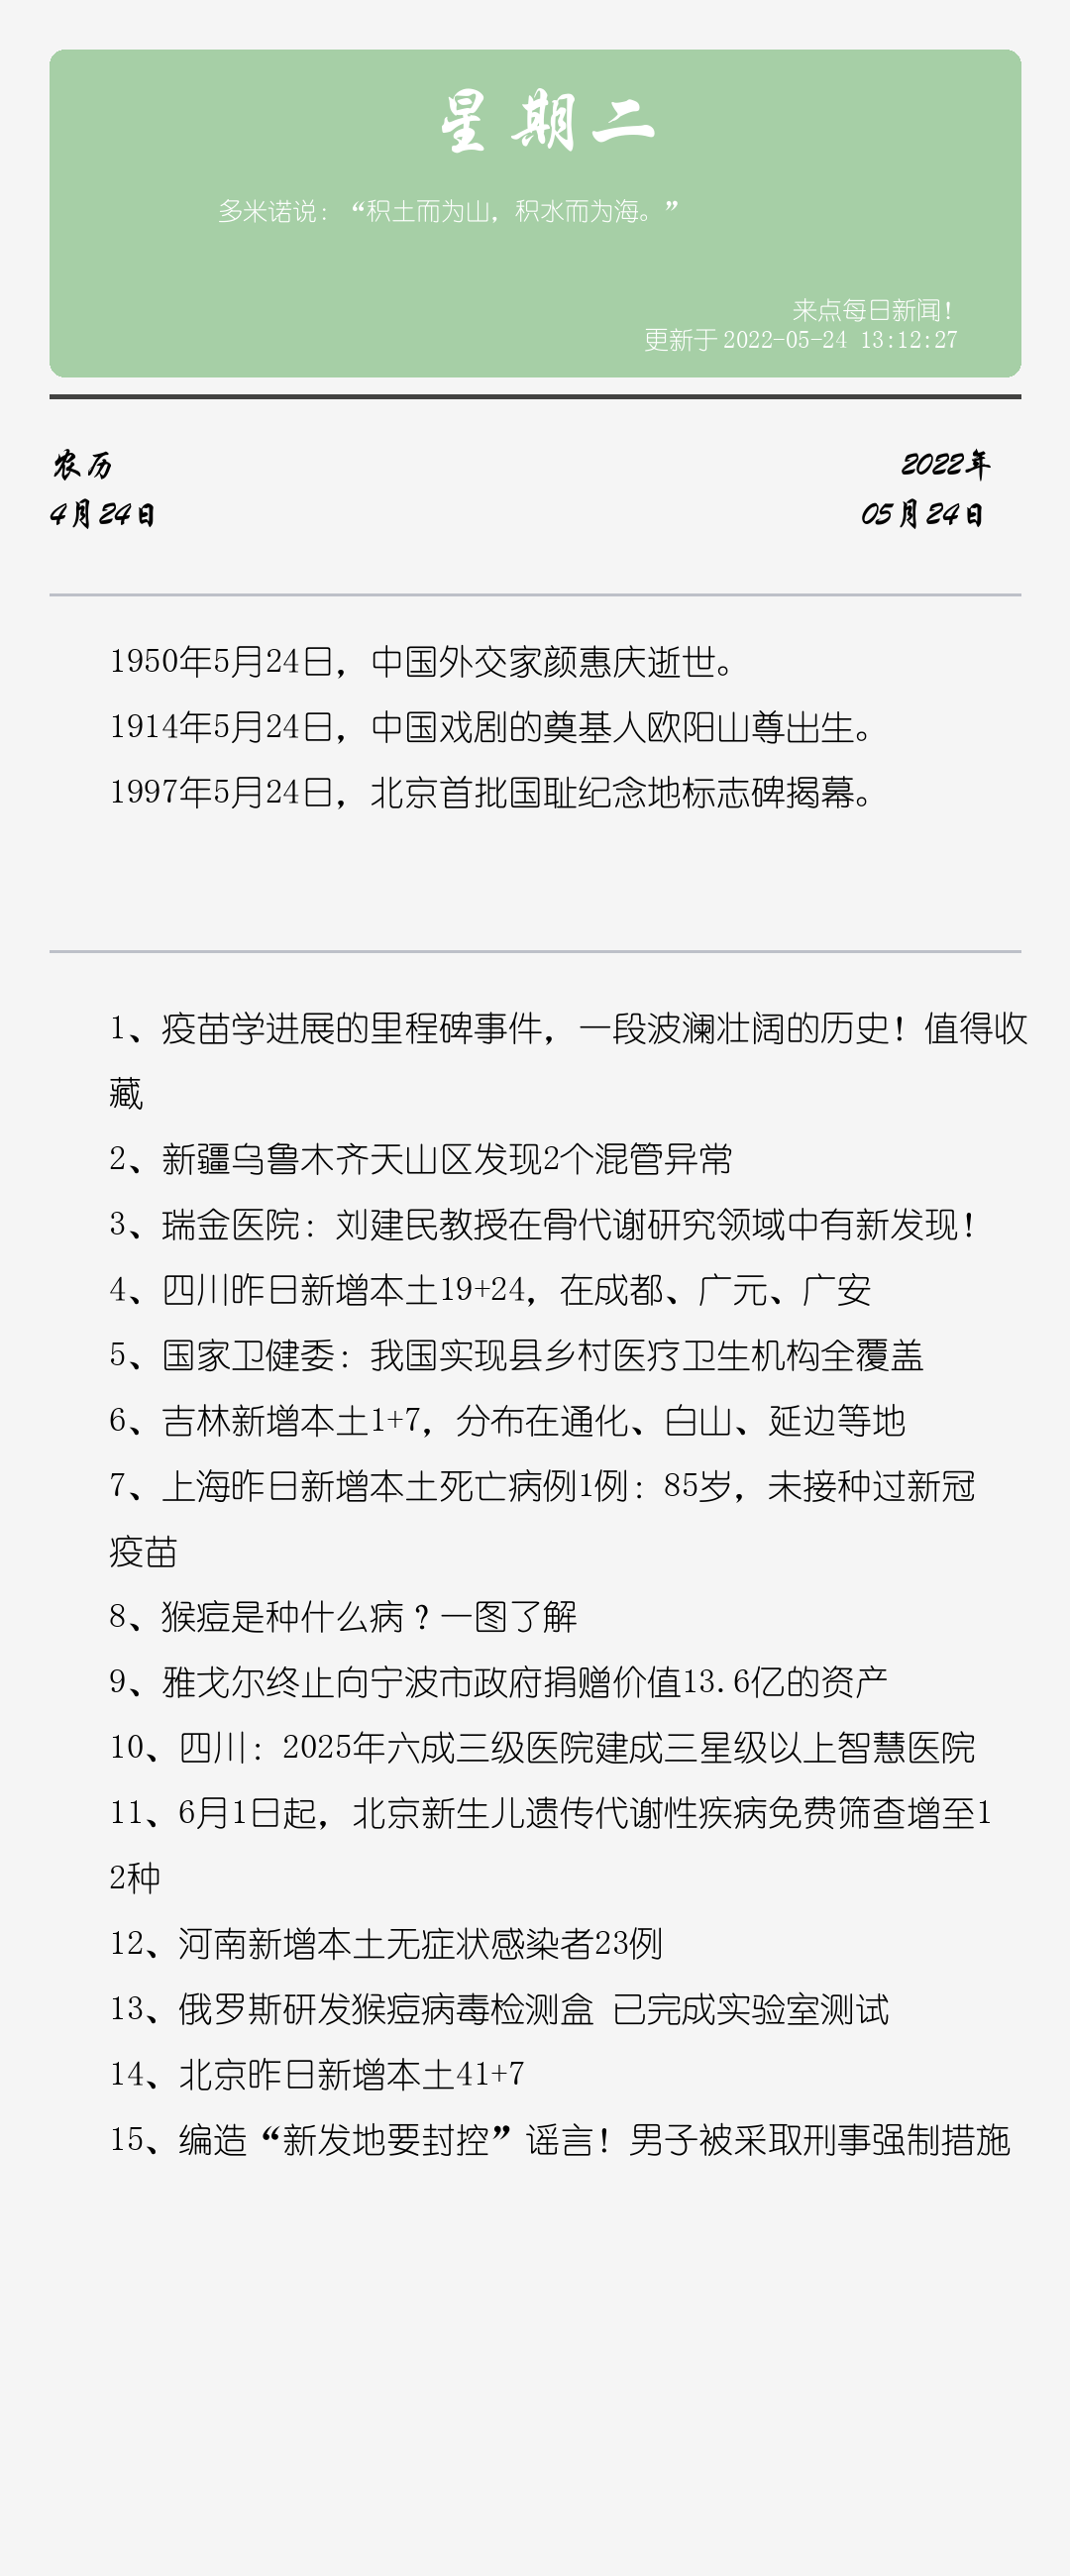 星期二
多米诺说：“积土而为山，积水而为海。”
来点每日新闻！
更新于 2022-05-24 13:12:27
农历
4月24日
2022年
05月24日
1950年5月24日，中国外交家颜惠庆逝世。
1914年5月24日，中国戏剧的奠基人欧阳山尊出生。
1997年5月24日，北京首批国耻纪念地标志碑揭幕。
1、疫苗学进展的里程碑事件，一段波澜壮阔的历史！值得收
藏
2、新疆乌鲁木齐天山区发现2个混管异常
3、瑞金医院：刘建民教授在骨代谢研究领域中有新发现！
4、四川昨日新增本土19+24，在成都、广元、广安
5、国家卫健委：我国实现县乡村医疗卫生机构全覆盖
6、吉林新增本土1+7，分布在通化、白山、延边等地
7、上海昨日新增本土死亡病例1例：85岁，未接种过新冠
疫苗
8、猴痘是种什么病？一图了解
9、雅戈尔终止向宁波市政府捐赠价值13.6亿的资产
10、四川：2025年六成三级医院建成三星级以上智慧医院
11、6月1日起，北京新生儿遗传代谢性疾病免费筛查增至1
2种
12、河南新增本土无症状感染者23例
13、俄罗斯研发猴痘病毒检测盒 已完成实验室测试
14、北京昨日新增本土41+7
15、编造“新发地要封控”谣言！男子被采取刑事强制措施